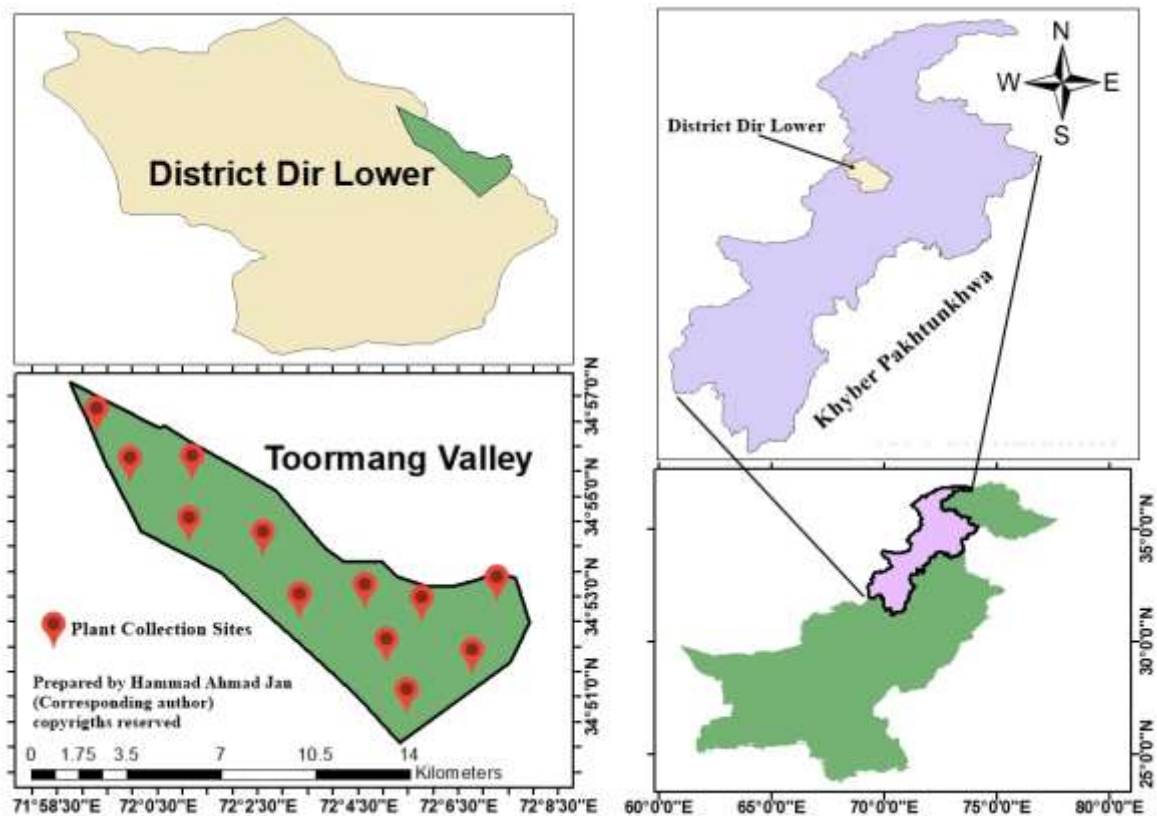 District Dir Lower
N
W
E
S
District Dir Lower
Khyber Pakhtunkhwa
Toormang Valley
Plant Collection Sites
Prepared by Hammad Ahmad Jan
(Corresponding author)
copyrigths reserved
0 1.75 3.5 7 10.5 14
Kilometers
34°57'0"N
34°55'0"N
34°53'0"N
34°51'0"N
71°58'30"E 72°0'30"E 72°2'30"E 72°4'30"E 72°6'30"E 72°8'30"E
35°0'0"N
30°0'0"N
25°0'0"N
60°0'0"E 65°0'0"E 70°0'0"E 75°0'0"E 80°0'0"E